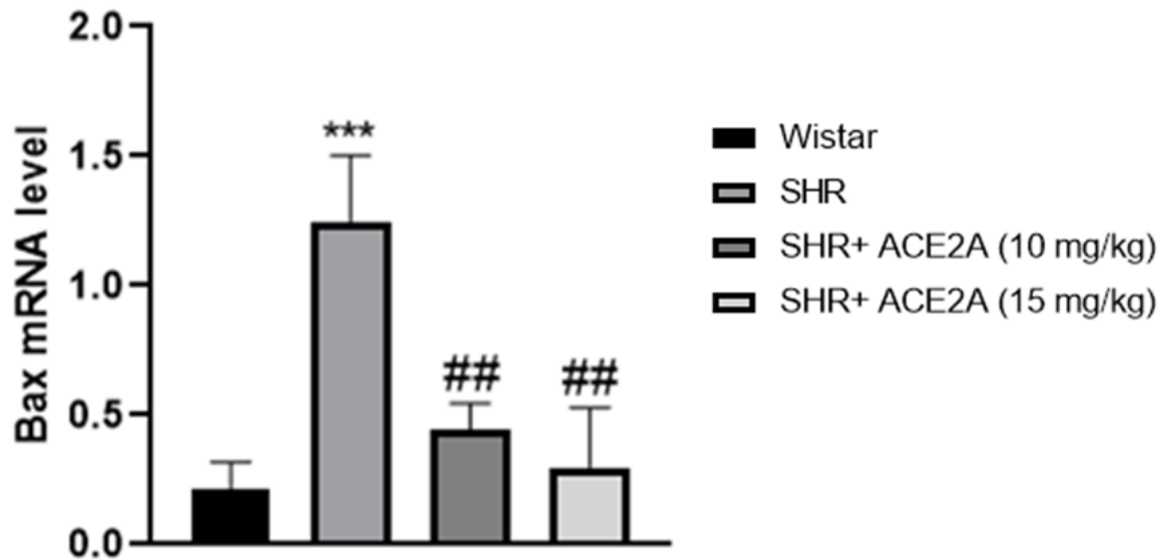 Bax mRNA level
2.0
1.5
1.0
0.5
0.0
***
##
##
Wistar
SHR
SHR+ ACE2A (10 mg/kg)
SHR+ ACE2A (15 mg/kg)